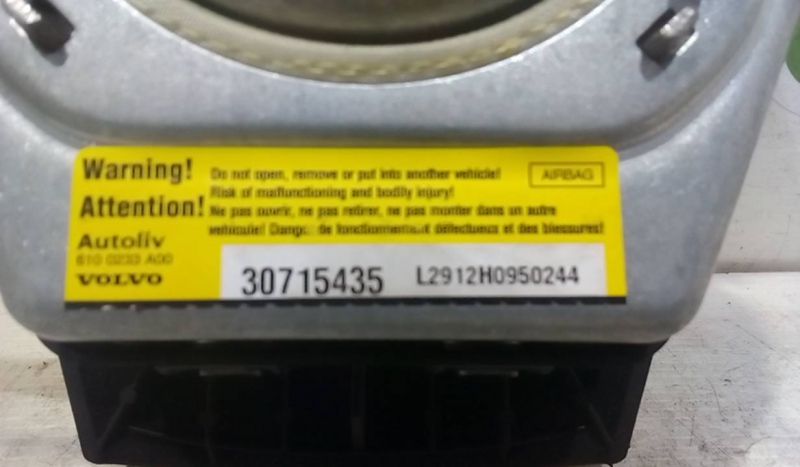 Warning! Do not open, remove or put into another vehicle! AIRBAG
Risk of malfunctioning and bodily injury!
Attention! Ne pas ouvrir, ne pas retirer, ne pas monter dans un autre
vehicule! Danger de fonctionnement défectueux et des blessures!
Autoliv
610 0233 A00
VOLVO 30715435 L2912H0950244